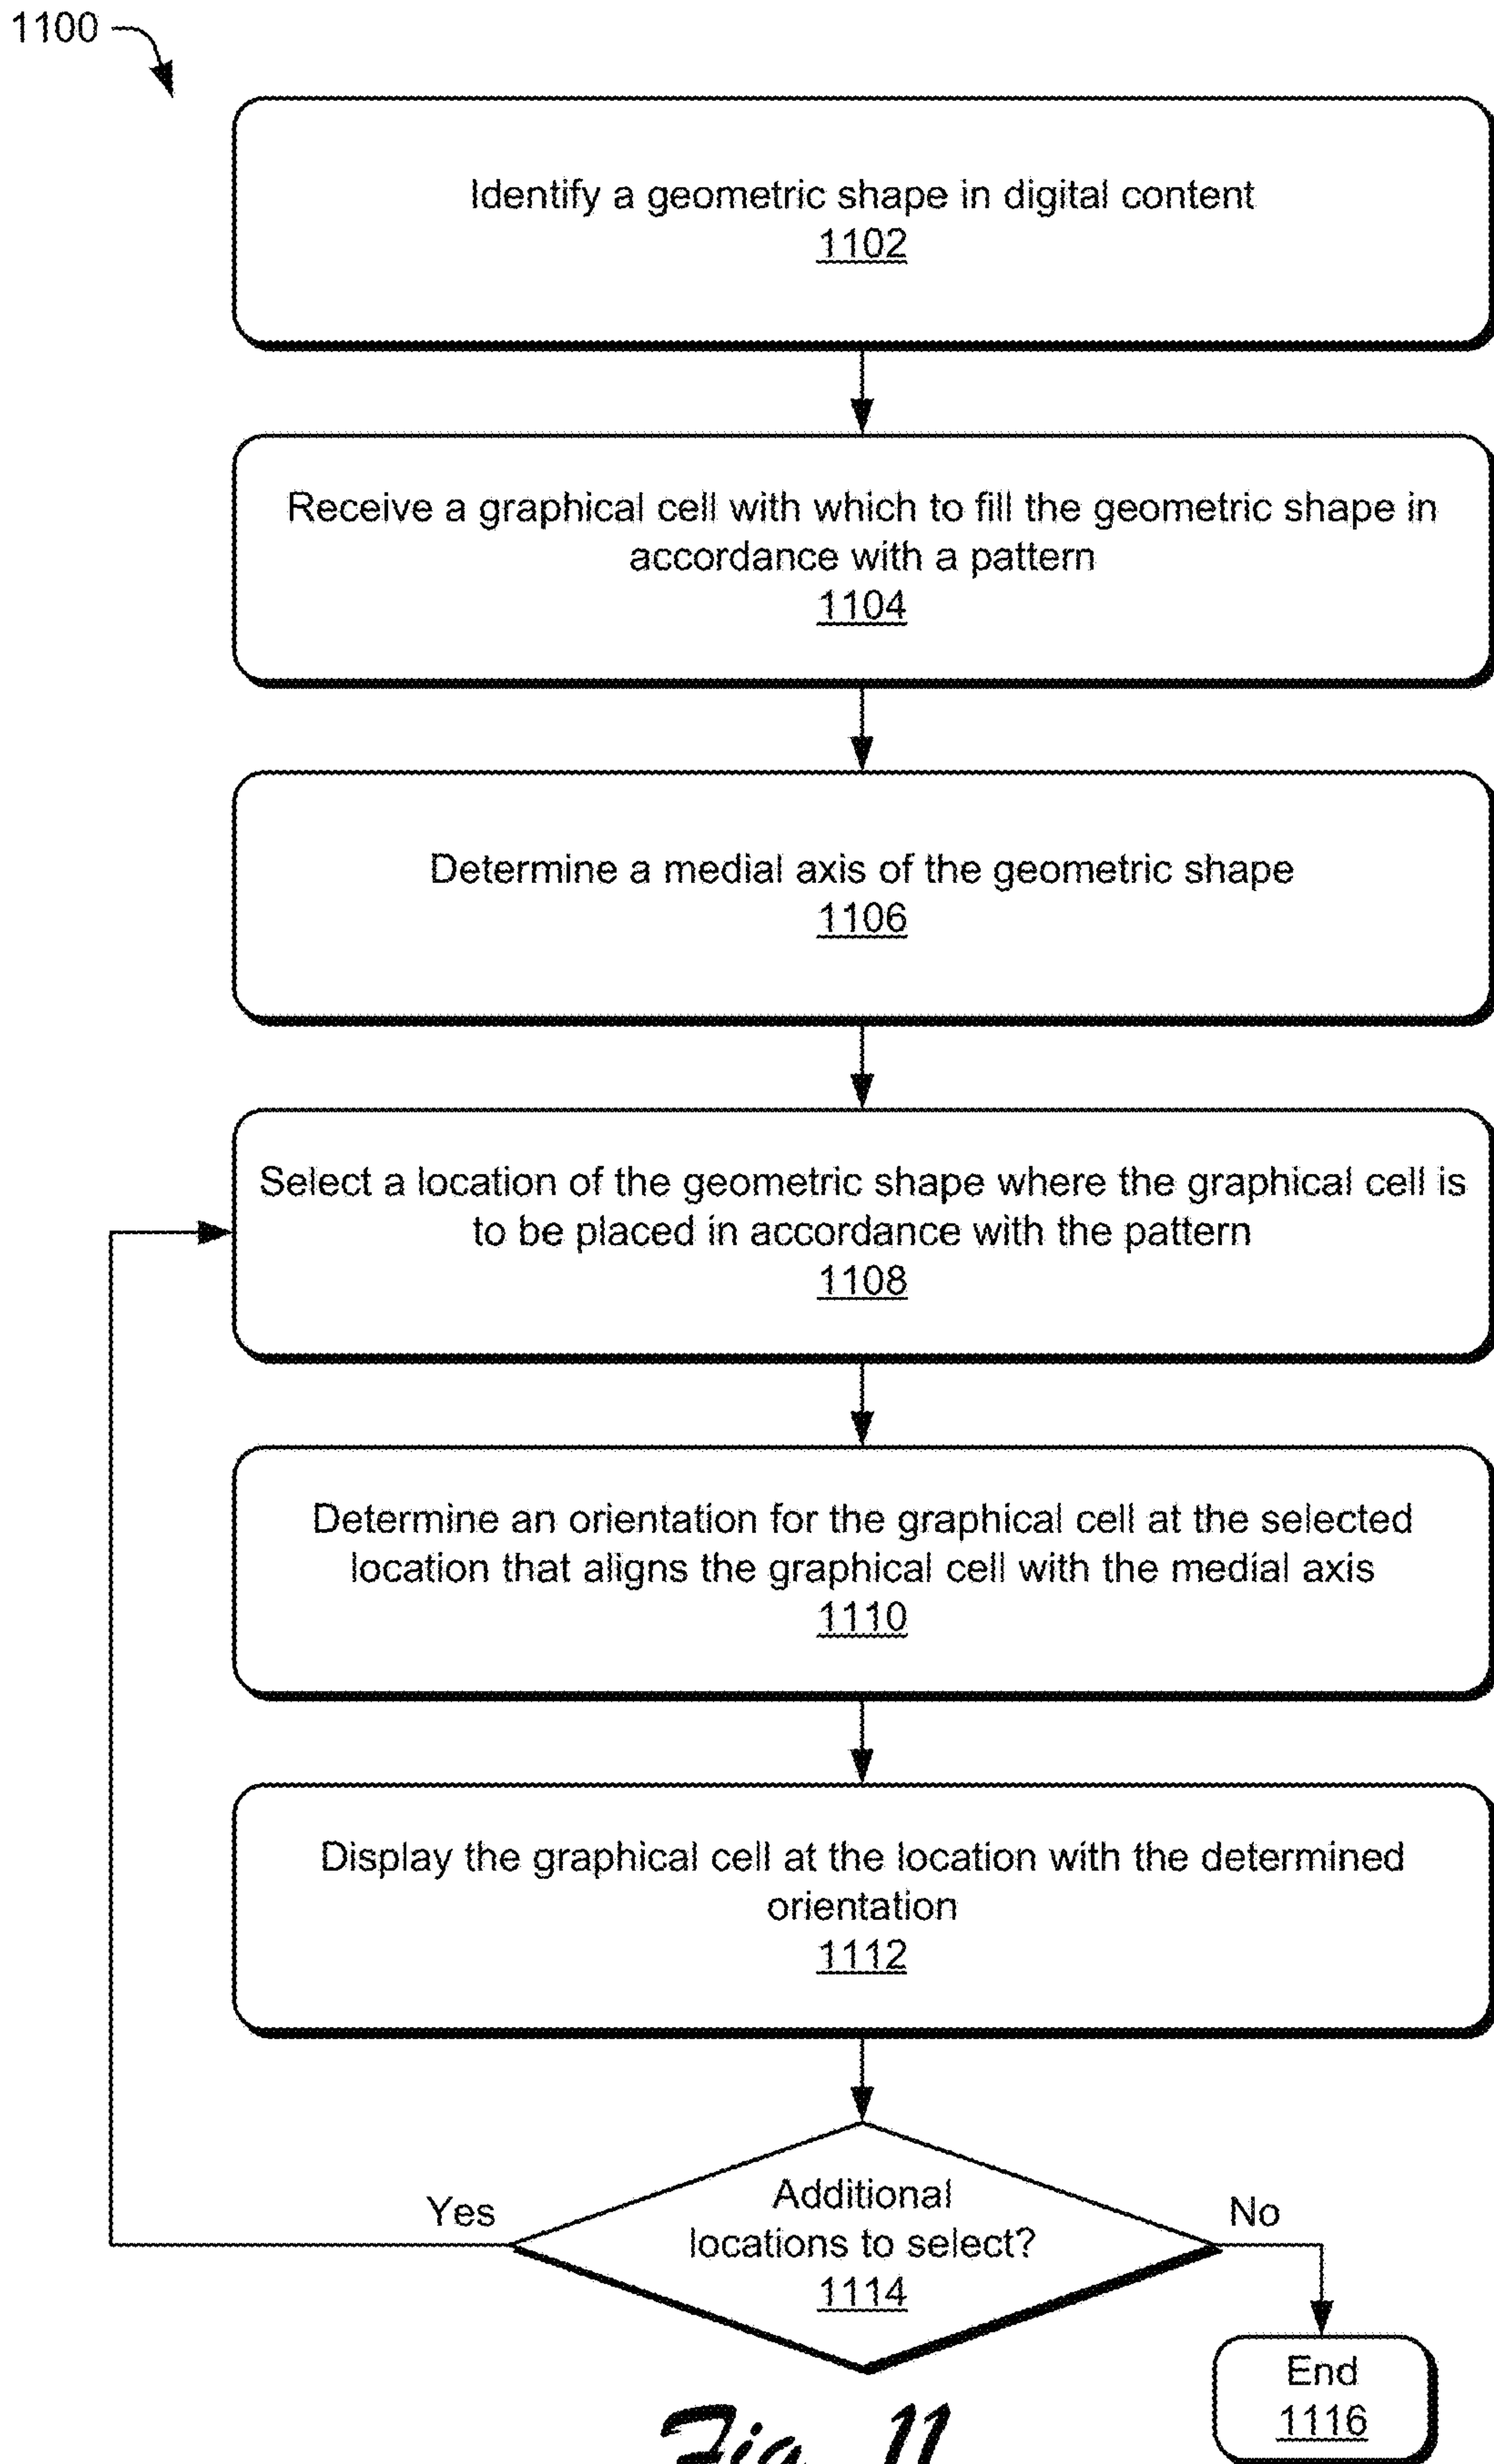 1100
Identify a geometric shape in digital content
1102
Receive a graphical cell with which to fill the geometric shape in
accordance with a pattern
1104
Determine a medial axis of the geometric shape
1106
Select a location of the geometric shape where the graphical cell is
to be placed in accordance with the pattern
1108
Determine an orientation for the graphical cell at the selected
location that aligns the graphical cell with the medial axis
1110
Display the graphical cell at the location with the determined
orientation
1112
Additional
locations to select?
1114
Yes
No
End
1116
Fig. 11